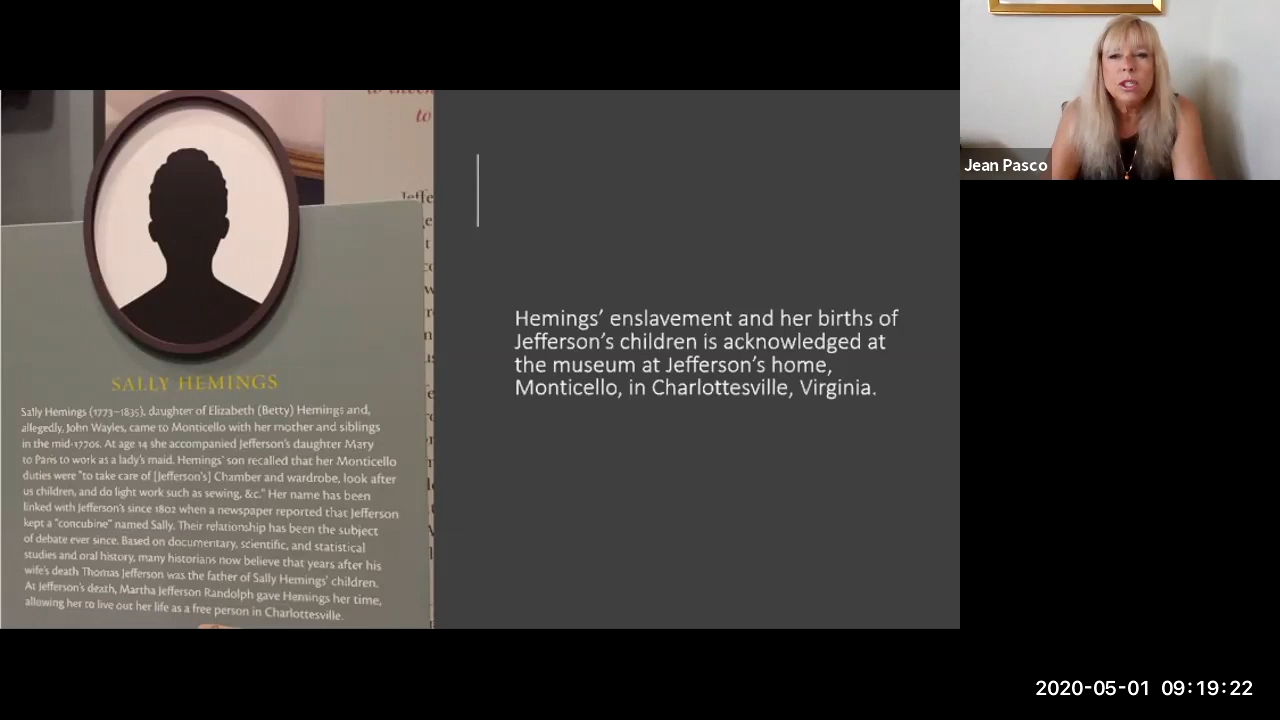 to
Jeffe
SALLY HEMINGS
Sally Hemings (1773–1835), daughter of Elizabeth (Betty) Hemings and,
allegedly, John Wayles, came to Monticello with her mother and siblings
in the mid-1770s. At age 14 she accompanied Jefferson's daughter Mary
to Paris to work as a lady's maid. Hemings' son recalled that her Monticello
duties were "to take care of [Jefferson's] Chamber and wardrobe, look after
us children, and do light work such as sewing, &c." Her name has been
linked with Jefferson's since 1802 when a newspaper reported that Jefferson
kept a "concubine" named Sally. Their relationship has been the subject
of debate ever since. Based on documentary, scientific, and statistical
studies and oral history, many historians now believe that years after his
wife's death Thomas Jefferson was the father of Sally Hemings' children.
At Jefferson's death, Martha Jefferson Randolph gave Hemings her time,
allowing her to live out her life as a free person in Charlottesville.
Hemings’ enslavement and her births of
Jefferson’s children is acknowledged at
the museum at Jefferson’s home,
Monticello, in Charlottesville, Virginia.
Jean Pasco
2020-05-01 09:19:22